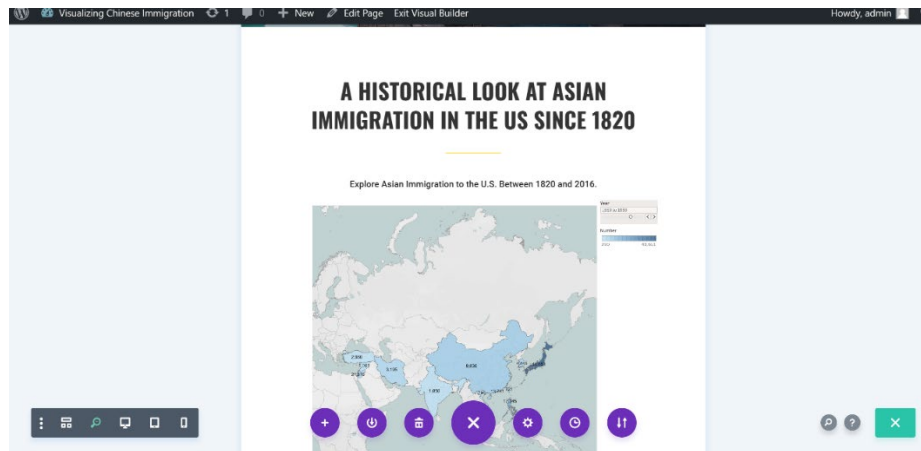 Visualizing Chinese Immigration 1 0 New Edit Page Exit Visual Builder Howdy, admin
A HISTORICAL LOOK AT ASIAN
IMMIGRATION IN THE US SINCE 1820
Explore Asian Immigration to the U.S. Between 1820 and 2016.
Year
Number